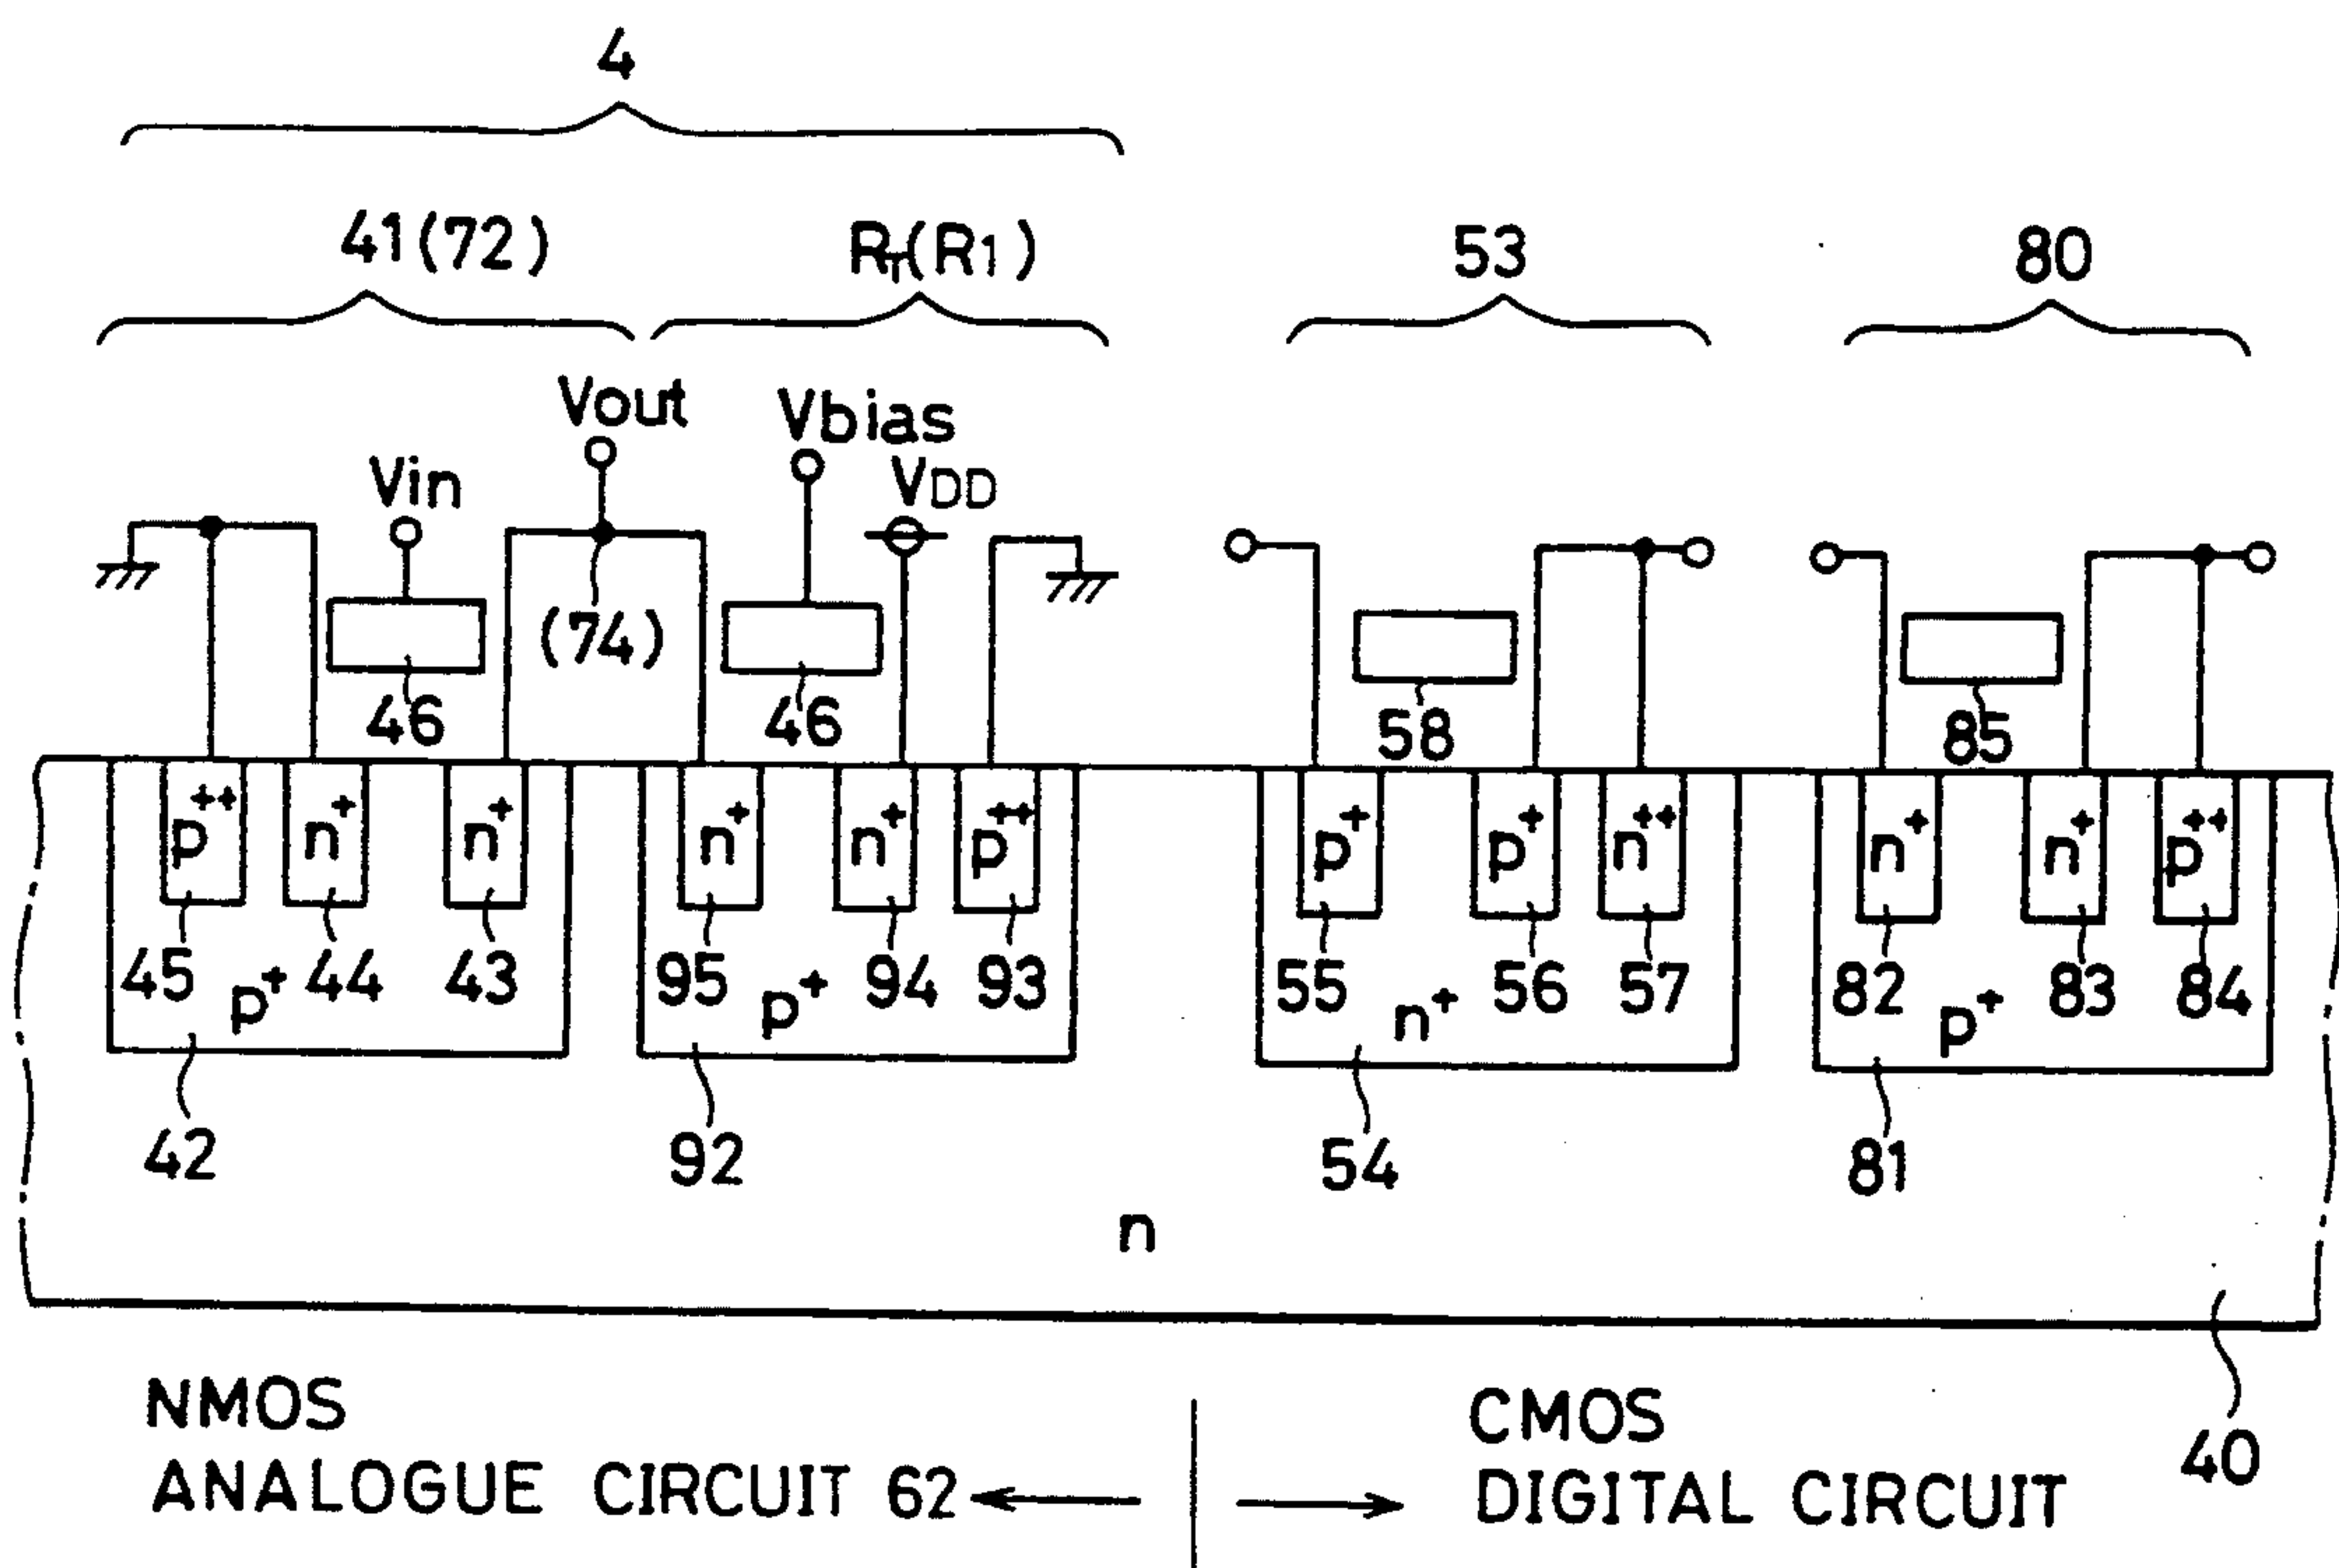 4
41(72) RT(R1) 53 80
Vout Vbias
Vin VDD
(74)
46 46 58 85
p++ n+ n+ n+ n+ p++ p+ p+ n++ n+ n+ p++
45 p+ 44 43 95 p+ 94 93 55 n+ 56 57 82 p+ 83 84
42 92 54 81
n
NMOS CMOS
ANALOGUE CIRCUIT 62 DIGITAL CIRCUIT
40